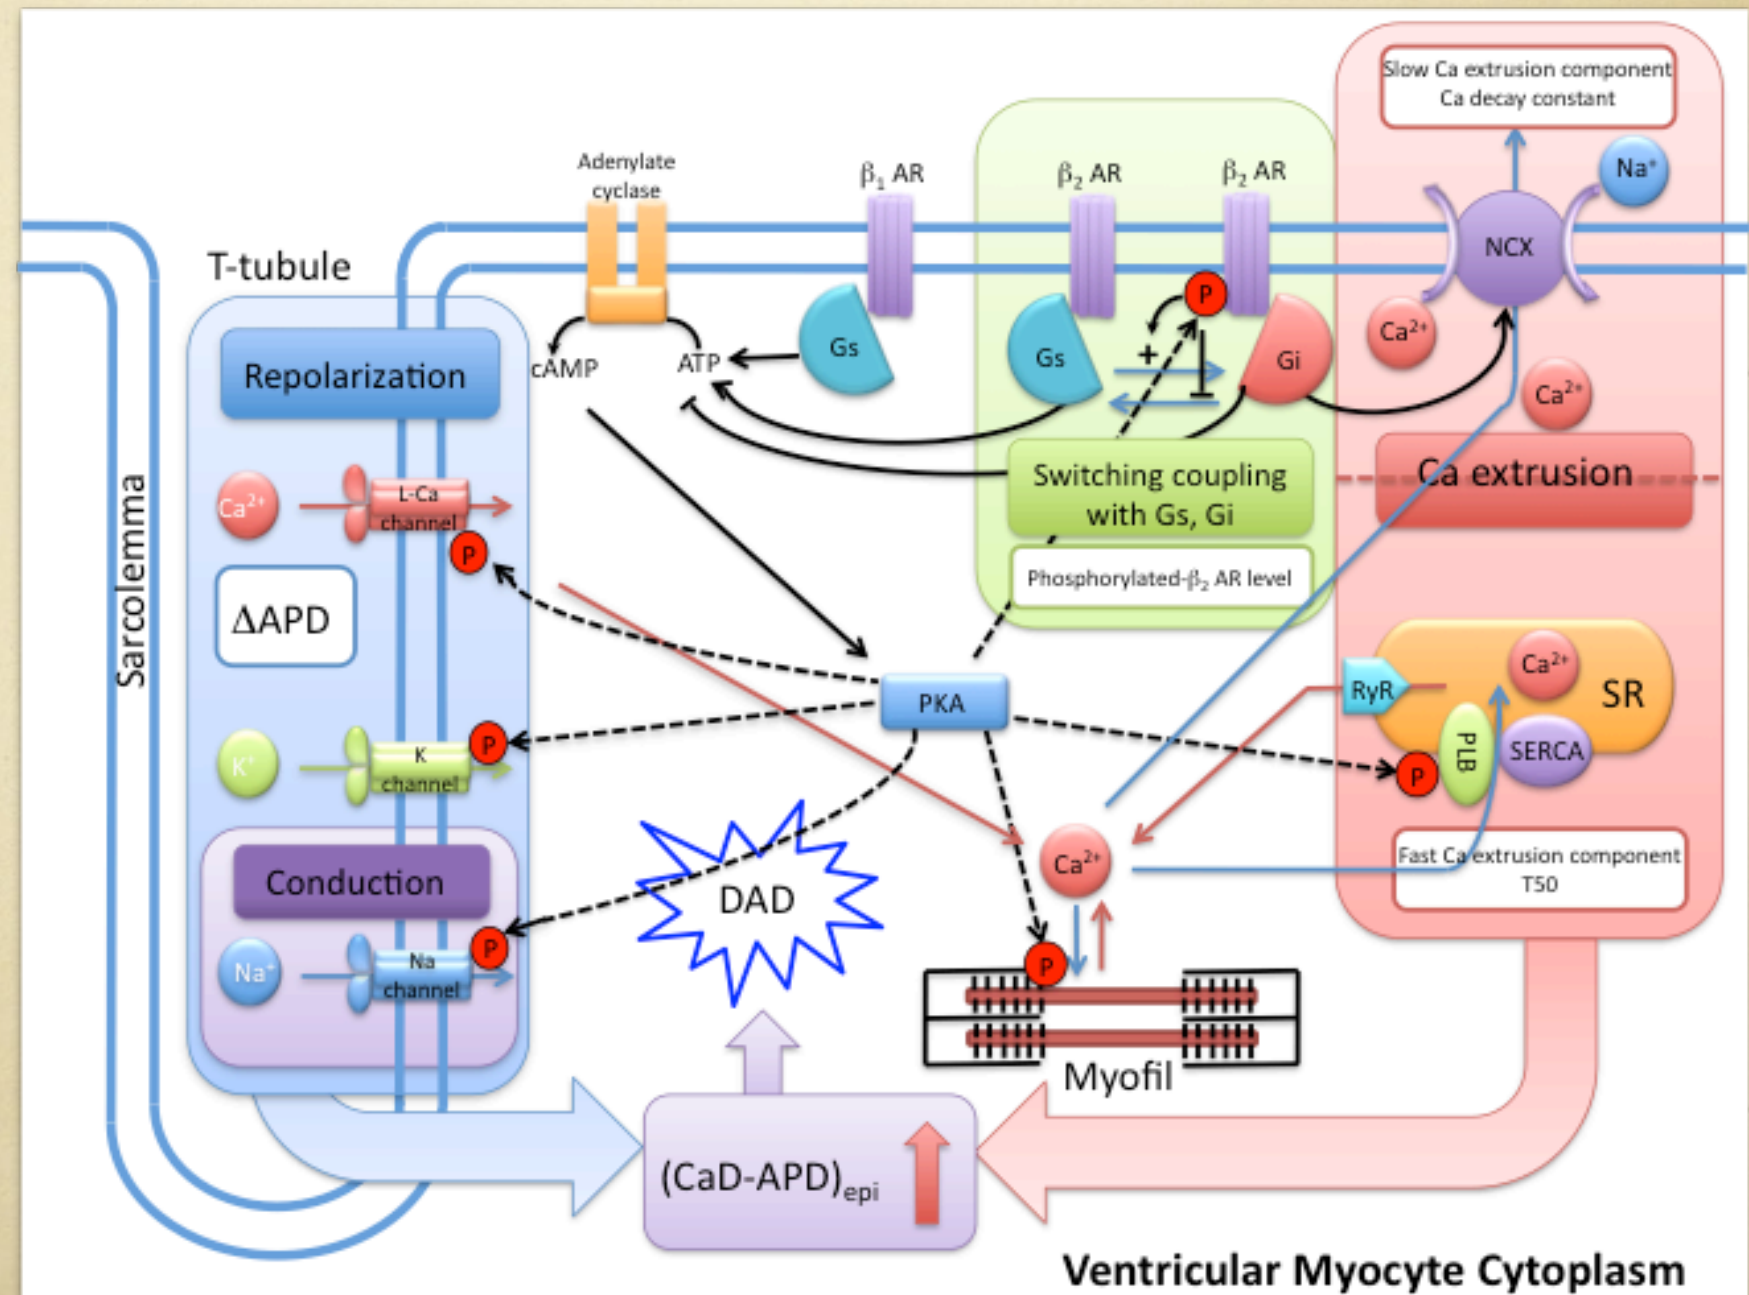 Slow Ca extrusion component
Ca decay constant
Adenylate
cyclase
β₁ AR
β₂ AR
β₂ AR
Na⁺
NCX
T-tubule
P
Gs
Gs
Gi
+
Ca²⁺
cAMP
ATP
Repolarization
Ca²⁺
Switching coupling
with Gs, Gi
Ca extrusion
Ca²⁺
L-Ca
channel
P
Phosphorylated-β₂ AR level
Sarcolemma
ΔAPD
PKA
Ca²⁺
RyR
SR
PLB
SERCA
P
K⁺
K
channel
P
Conduction
DAD
Ca²⁺
Fast Ca extrusion component
T50
Na⁺
Na
channel
P
P
Myofil
(CaD-APD)epi
Ventricular Myocyte Cytoplasm